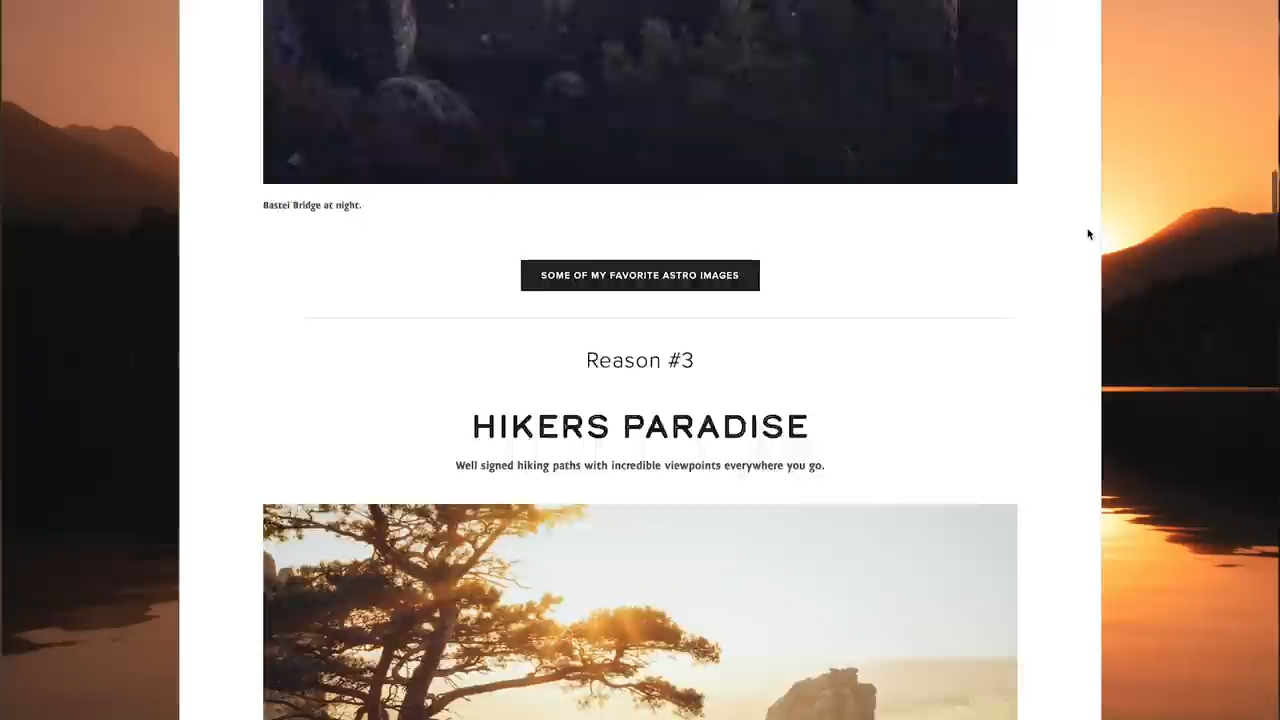 Bastei Bridge at night.
SOME OF MY FAVORITE ASTRO IMAGES
Reason #3
HIKERS PARADISE
Well signed hiking paths with incredible viewpoints everywhere you go.